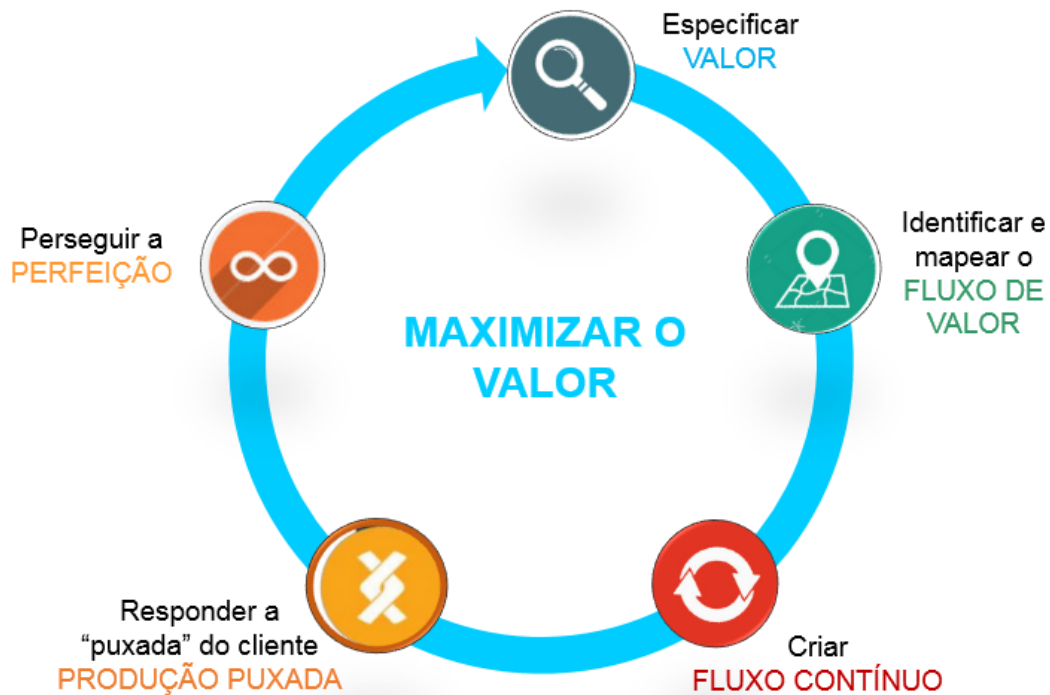 Especificar
VALOR
Identificar e
mapear o
FLUXO DE
VALOR
Criar
FLUXO CONTÍNUO
Responder a
“puxada” do cliente
PRODUÇÃO PUXADA
Perseguir a
PERFEIÇÃO
MAXIMIZAR O
VALOR